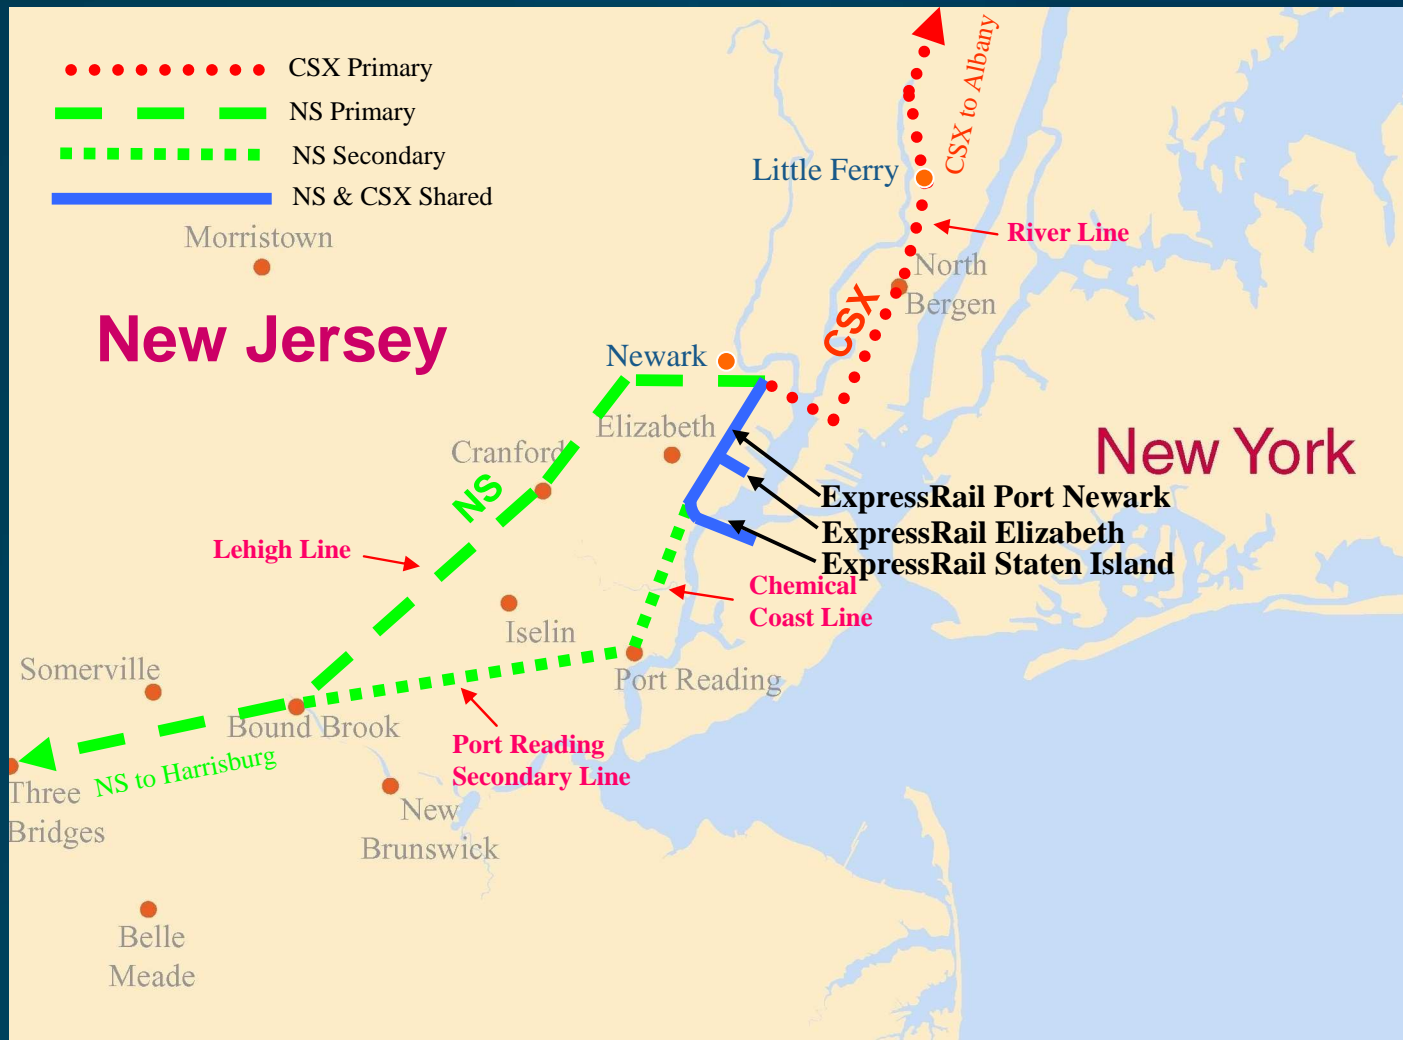 CSX Primary
NS Primary
NS Secondary
NS & CSX Shared
CSX to Albany
Little Ferry
River Line
Morristown
North
Bergen
New Jersey
CSX
Newark
Elizabeth
Cranford
New York
NS
ExpressRail Port Newark
ExpressRail Elizabeth
ExpressRail Staten Island
Lehigh Line
Chemical
Coast Line
Iselin
Somerville
Port Reading
Bound Brook
Port Reading
Secondary Line
NS to Harrisburg
Three
Bridges
New
Brunswick
Belle
Meade